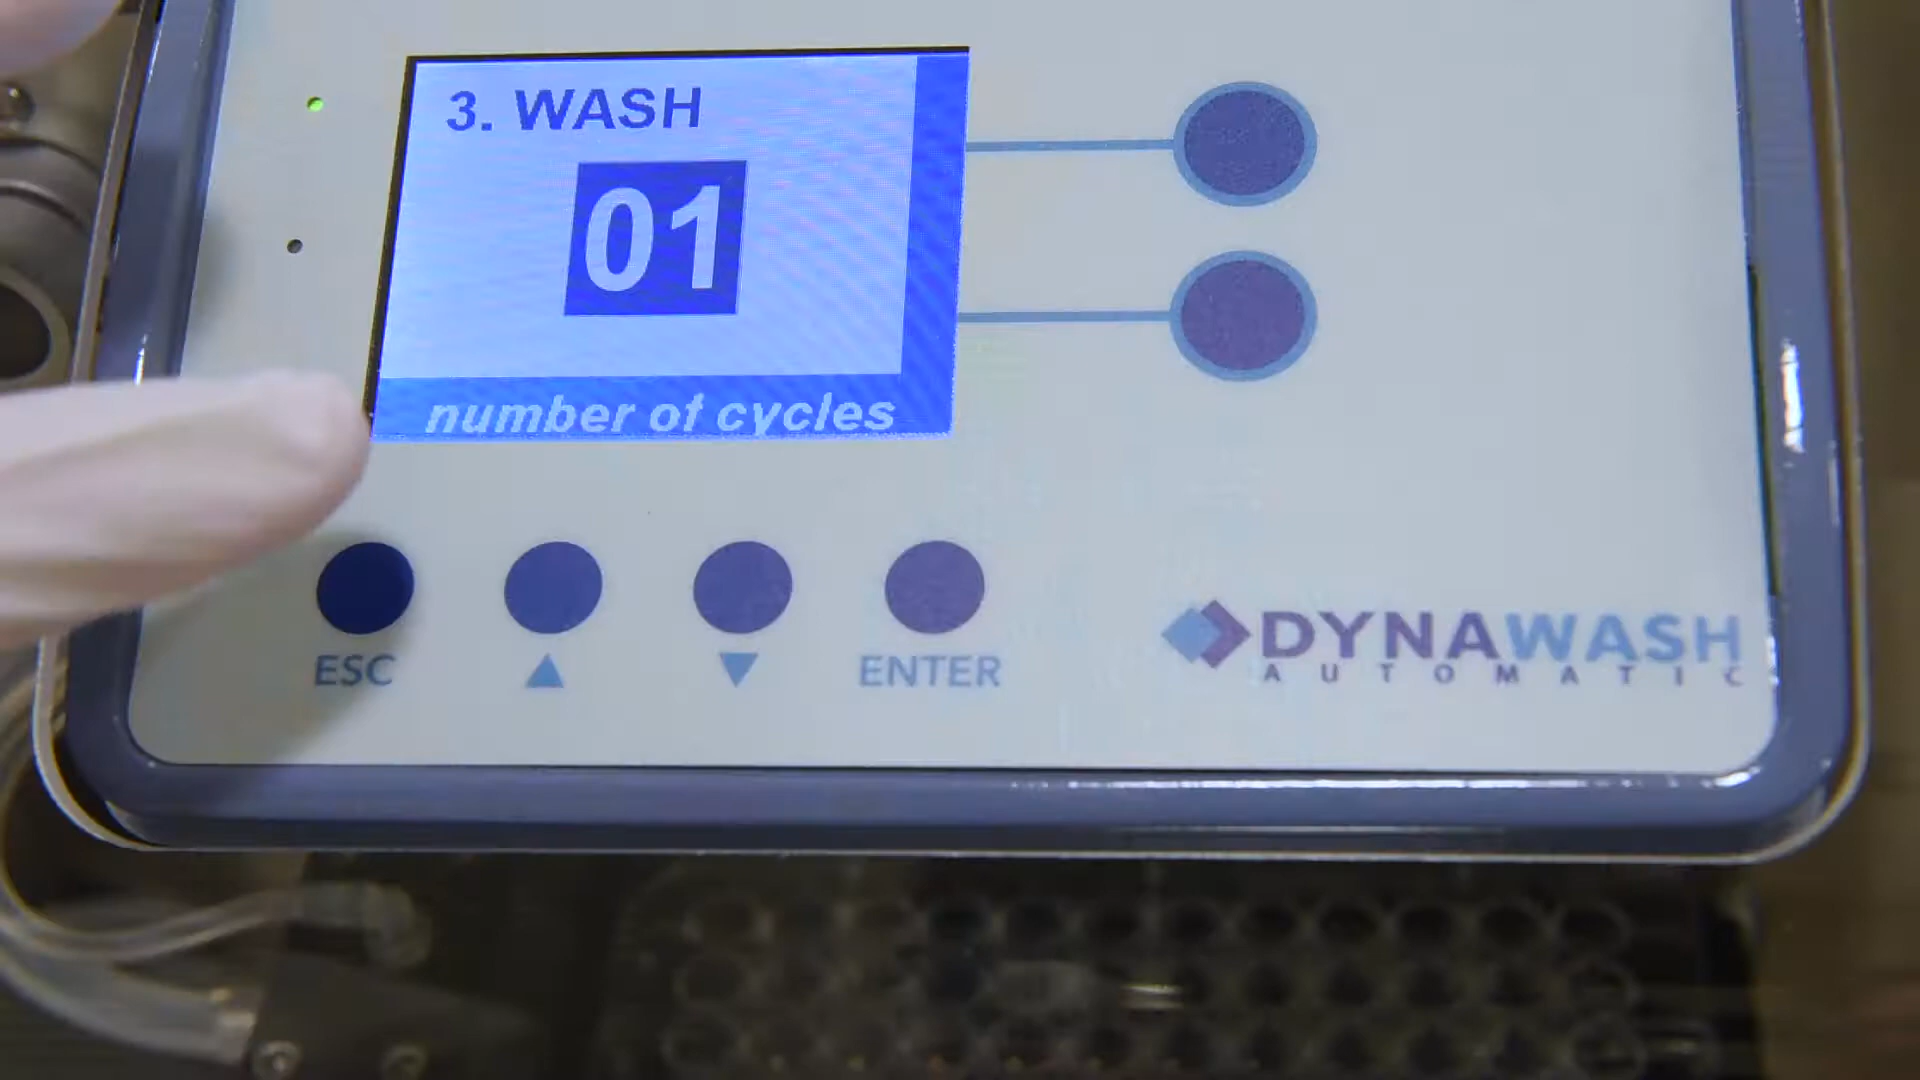 3. WASH
01
number of cycles
ESC
▲
▼
ENTER
DYNAWASH
AUTOMATIC